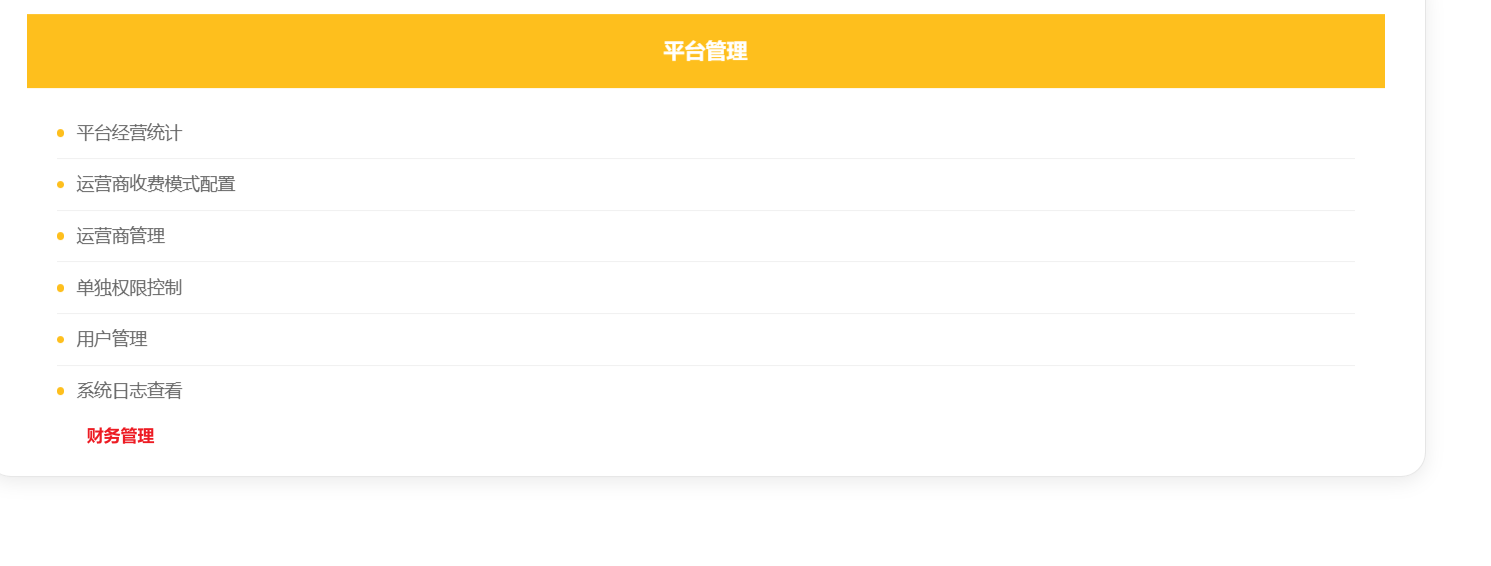 平台管理
平台经营统计
运营商收费模式配置
运营商管理
单独权限控制
用户管理
系统日志查看
财务管理